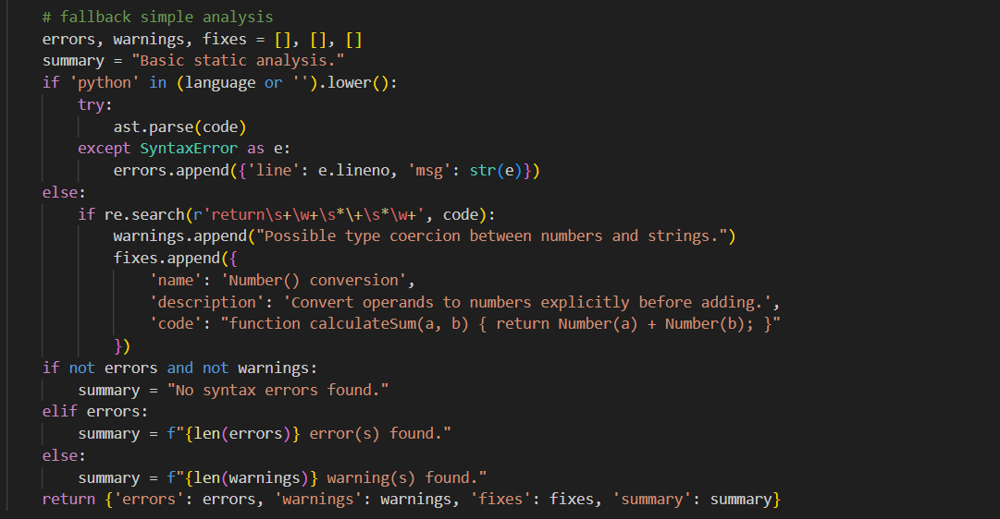 # fallback simple analysis
errors, warnings, fixes = [], [], []
summary = "Basic static analysis."
if 'python' in (language or '').lower():
    try:
        ast.parse(code)
    except SyntaxError as e:
        errors.append({'line': e.lineno, 'msg': str(e)})
else:
    if re.search(r'return\s+\w+\s*\+\s*\w+', code):
        warnings.append("Possible type coercion between numbers and strings.")
        fixes.append({
            'name': 'Number() conversion',
            'description': 'Convert operands to numbers explicitly before adding.',
            'code': "function calculateSum(a, b) { return Number(a) + Number(b); }"
        })
if not errors and not warnings:
    summary = "No syntax errors found."
elif errors:
    summary = f"{len(errors)} error(s) found."
else:
    summary = f"{len(warnings)} warning(s) found."
return {'errors': errors, 'warnings': warnings, 'fixes': fixes, 'summary': summary}